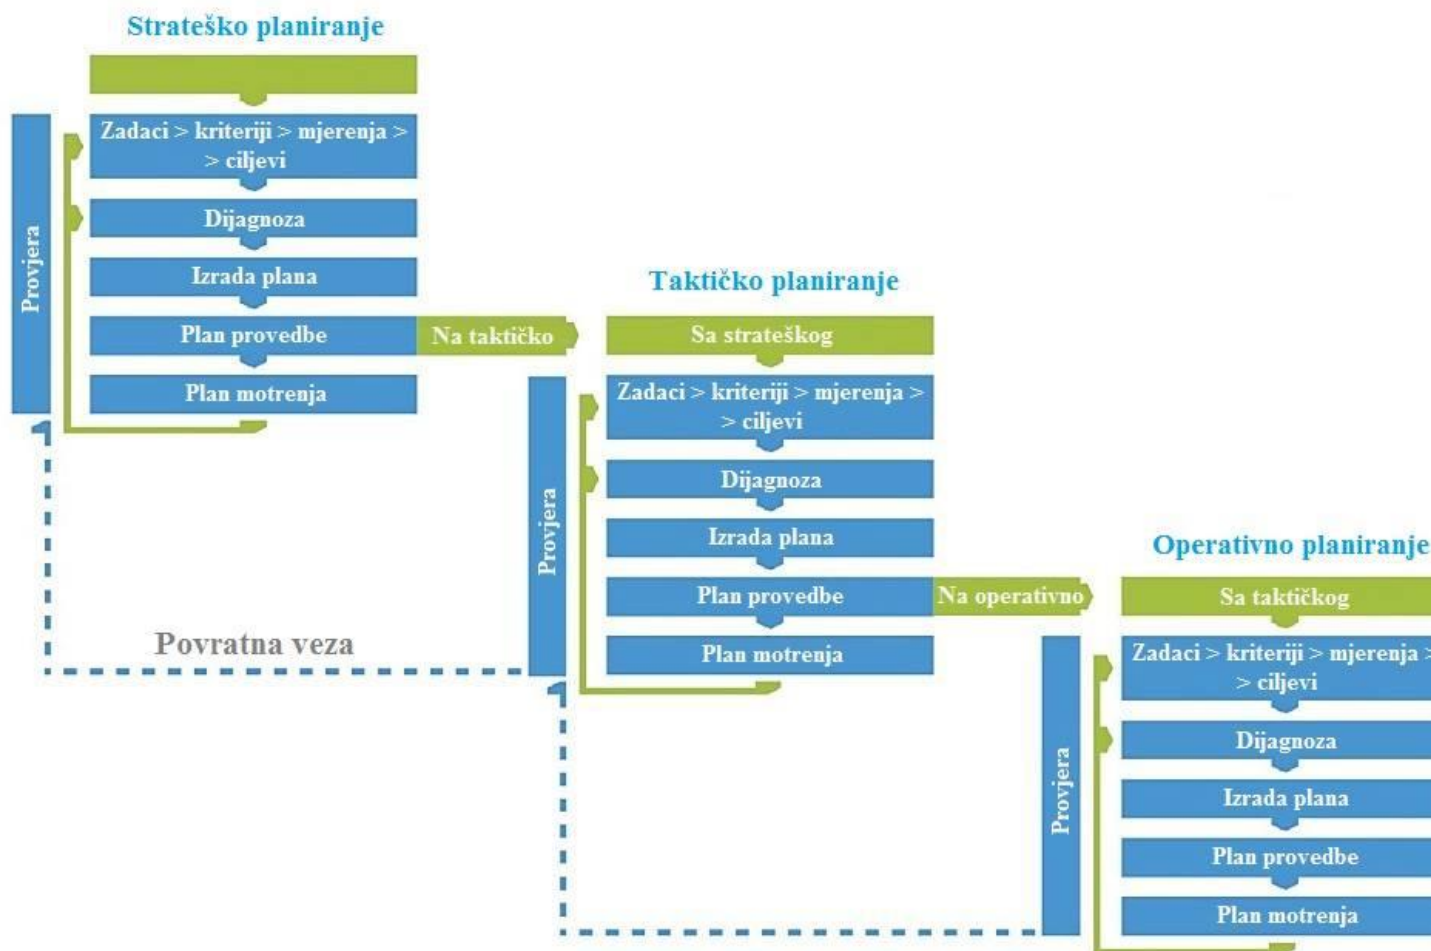 Strateško planiranje
Provjera
Zadaci > kriteriji > mjerenja >
> ciljevi
Dijagnoza
Izrada plana
Plan provedbe
Na taktičko
Plan motrenja
Taktičko planiranje
Sa strateškog
Provjera
Zadaci > kriteriji > mjerenja >
> ciljevi
Dijagnoza
Izrada plana
Plan provedbe
Na operativno
Plan motrenja
Povratna veza
Operativno planiranje
Sa taktičkog
Provjera
Zadaci > kriteriji > mjerenja >
> ciljevi
Dijagnoza
Izrada plana
Plan provedbe
Plan motrenja